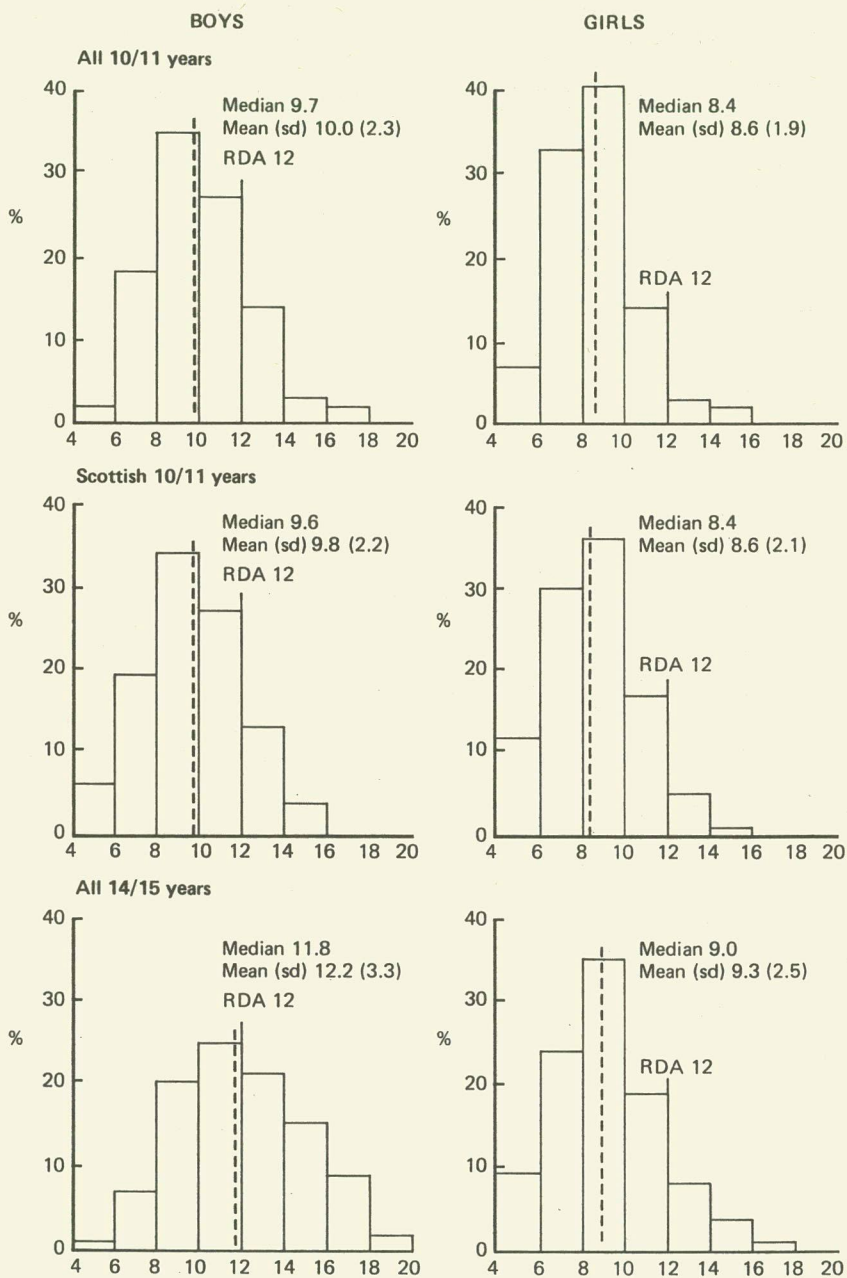 BOYS
GIRLS
All 10/11 years
40
30
%
20
10
0
4 6 8 10 12 14 16 18 20
Median 9.7
Mean (sd) 10.0 (2.3)
RDA 12
40
30
%
20
10
0
4 6 8 10 12 14 16 18 20
Median 8.4
Mean (sd) 8.6 (1.9)
RDA 12
Scottish 10/11 years
40
30
%
20
10
0
4 6 8 10 12 14 16 18 20
Median 9.6
Mean (sd) 9.8 (2.2)
RDA 12
40
30
%
20
10
0
4 6 8 10 12 14 16 18 20
Median 8.4
Mean (sd) 8.6 (2.1)
RDA 12
All 14/15 years
40
30
%
20
10
0
4 6 8 10 12 14 16 18 20
Median 11.8
Mean (sd) 12.2 (3.3)
RDA 12
40
30
%
20
10
0
4 6 8 10 12 14 16 18 20
Median 9.0
Mean (sd) 9.3 (2.5)
RDA 12